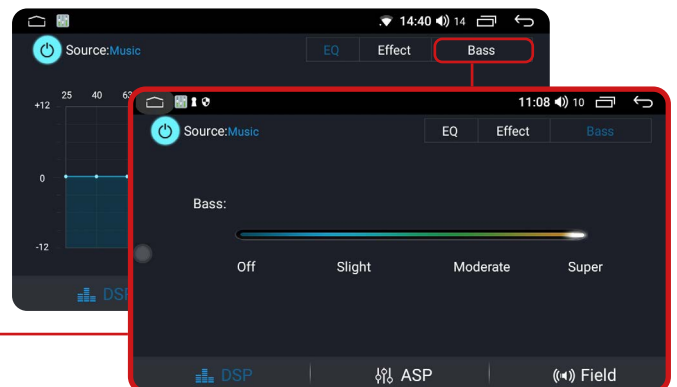 14:40 14
Source:Music
EQ Effect Bass
25 40
+12
0
-12
DSP
11:08 10
Source:Music
EQ Effect Bass
Bass:
Off Slight Moderate Super
DSP ASP Field